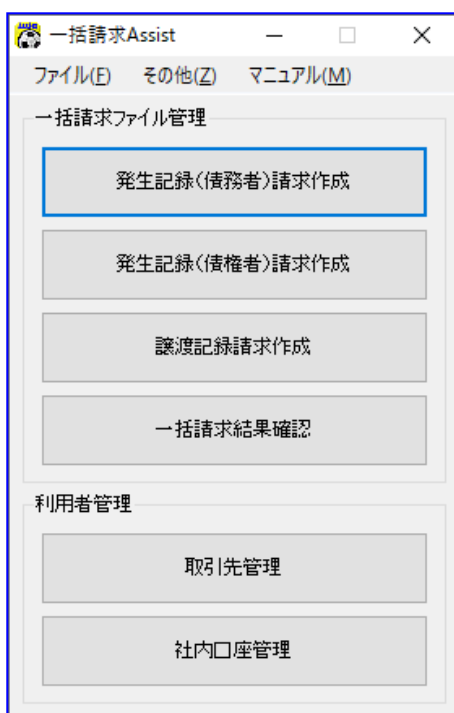 一括請求Assist
ファイル(F) その他(Z) マニュアル(M)
一括請求ファイル管理
発生記録(債務者)請求作成
発生記録(債権者)請求作成
譲渡記録請求作成
一括請求結果確認
利用者管理
取引先管理
社内口座管理